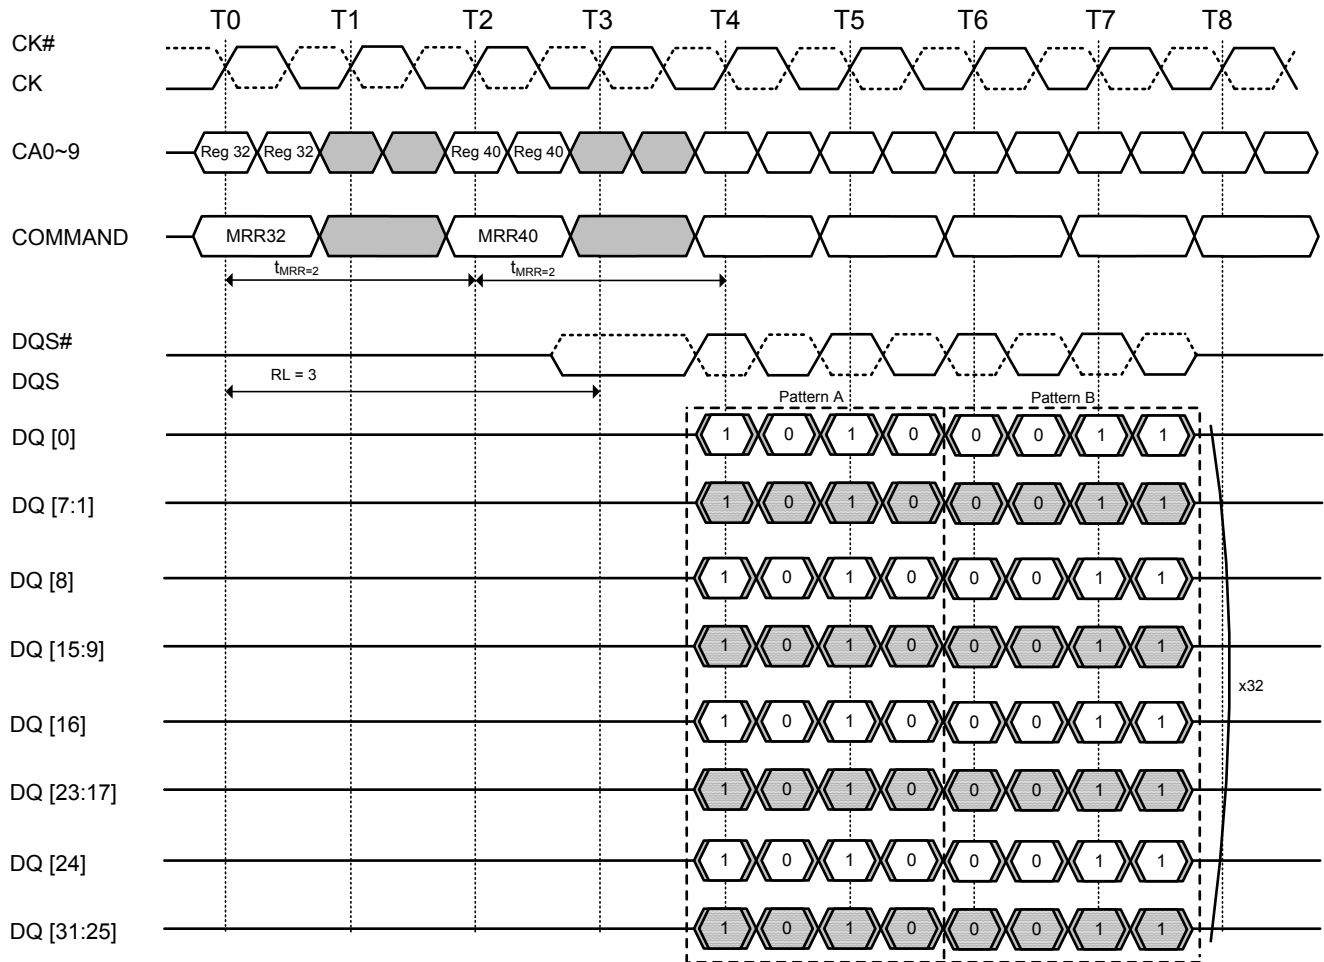 T0 T1 T2 T3 T4 T5 T6 T7 T8
CK#
CK
CA0~9 Reg 32 Reg 32 Reg 40 Reg 40
COMMAND MRR32 MRR40
tMRR=2 tMRR=2
DQS#
DQS
RL = 3
Pattern A Pattern B
DQ [0] 1 0 1 0 0 0 1 1
DQ [7:1] 1 0 1 0 0 0 1 1
DQ [8] 1 0 1 0 0 0 1 1
DQ [15:9] 1 0 1 0 0 0 1 1
x32
DQ [16] 1 0 1 0 0 0 1 1
DQ [23:17] 1 0 1 0 0 0 1 1
DQ [24] 1 0 1 0 0 0 1 1
DQ [31:25] 1 0 1 0 0 0 1 1